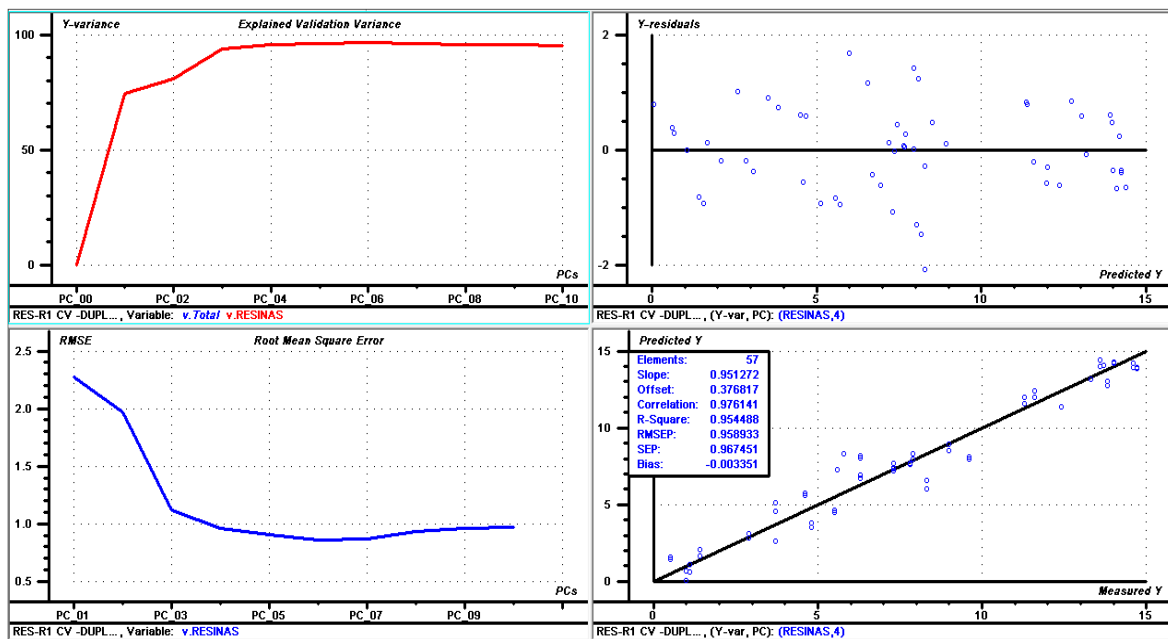 Y-variance Explained Validation Variance
100
50
0
PCs
PC_00 PC_02 PC_04 PC_06 PC_08 PC_10
RES-R1 CV -DUPL... , Variable: v.Total v.RESINAS
Y-residuals
2
0
-2
Predicted Y
0 5 10 15
RES-R1 CV -DUPL..., (Y-var, PC): (RESINAS,4)
RMSE Root Mean Square Error
2.5
2.0
1.5
1.0
0.5
PCs
PC_01 PC_03 PC_05 PC_07 PC_09
RES-R1 CV -DUPL... , Variable: v.RESINAS
Predicted Y
15
10
5
0
Elements: 57
Slope: 0.951272
Offset: 0.376817
Correlation: 0.976141
R-Square: 0.954488
RMSEP: 0.958933
SEP: 0.967451
Bias: -0.003351
Measured Y
0 5 10 15
RES-R1 CV -DUPL..., (Y-var, PC): (RESINAS,4)